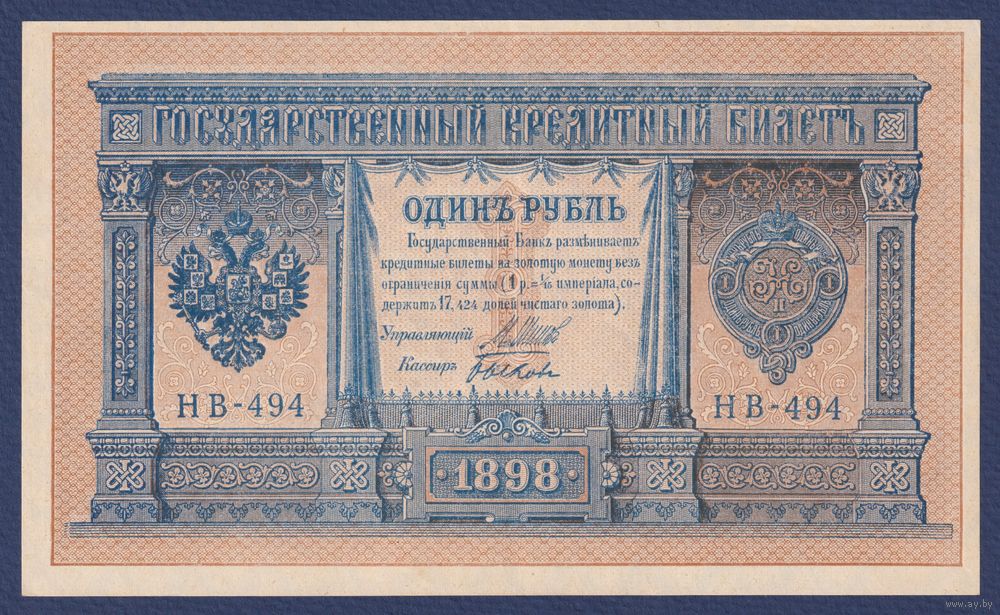 ГОСУДАРСТВЕННЫЙ КРЕДИТНЫЙ БИЛЕТЪ
ОДИНЪ РУБЛЬ
Государственный Банкъ размѣниваетъ
кредитные билеты на золотую монету безъ
ограниченія суммы (1 р.= 1/15 имперіала, со-
держитъ 17,424 долей чистаго золота).
Управляющій
Кассиръ
НВ-494
НВ-494
1898
www.ay.by